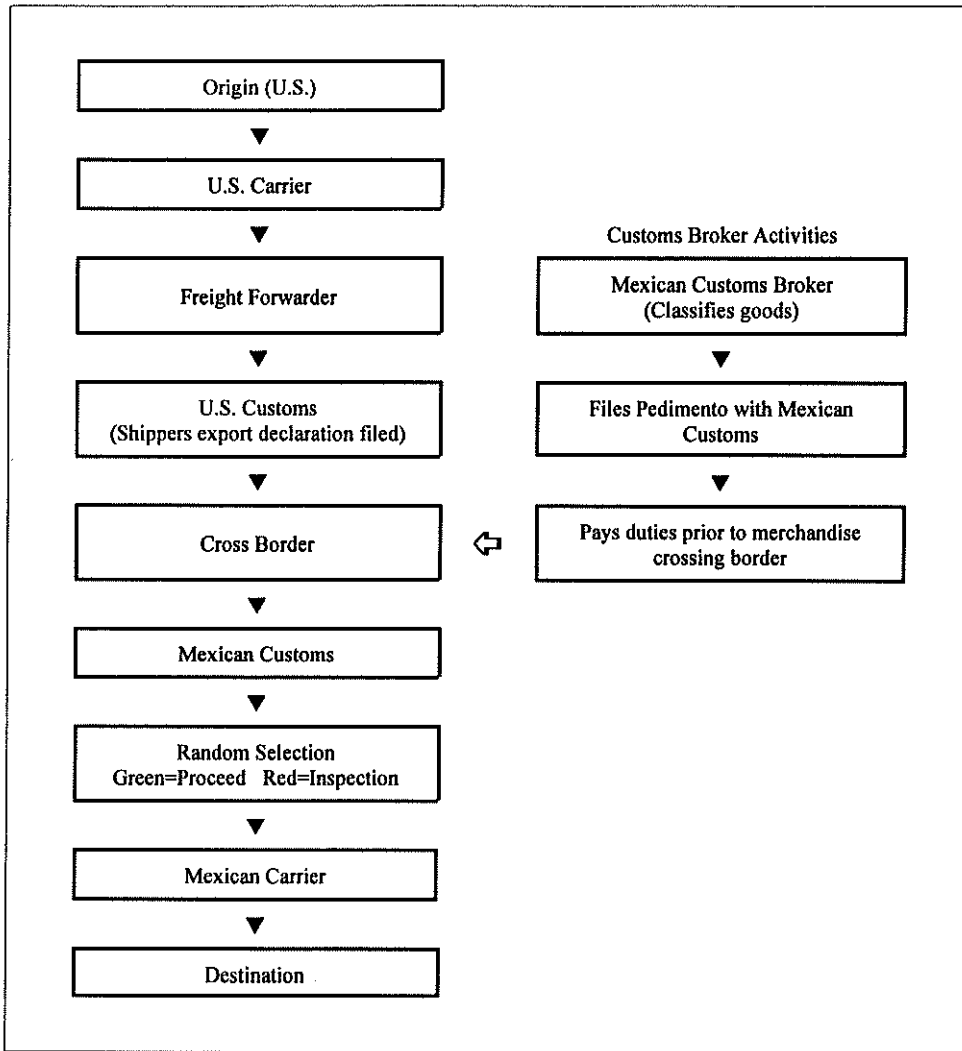 Origin (U.S.)
U.S. Carrier
Freight Forwarder
U.S. Customs
(Shippers export declaration filed)
Cross Border
Mexican Customs
Random Selection
Green=Proceed Red=Inspection
Mexican Carrier
Destination
Customs Broker Activities
Mexican Customs Broker
(Classifies goods)
Files Pedimento with Mexican
Customs
Pays duties prior to merchandise
crossing border